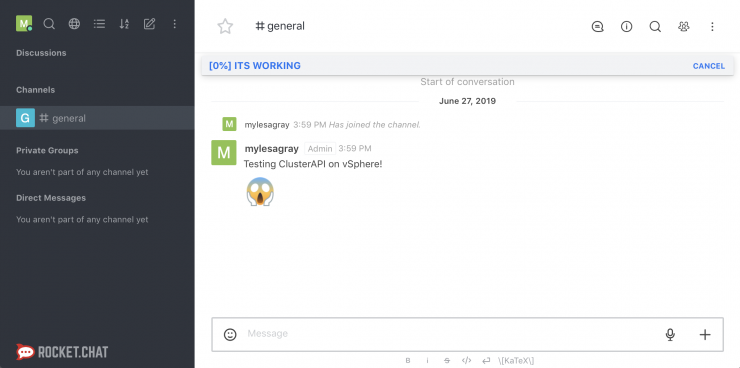 M
Discussions
Channels
G # general
Private Groups
You aren't part of any channel yet
Direct Messages
You aren't part of any channel yet
ROCKET.CHAT
# general
[0%] ITS WORKING CANCEL
Start of conversation
June 27, 2019
M mylesagray 3:59 PM Has joined the channel.
M mylesagray Admin 3:59 PM
Testing ClusterAPI on vSphere!
Message
B i S </> \[KaTeX\]